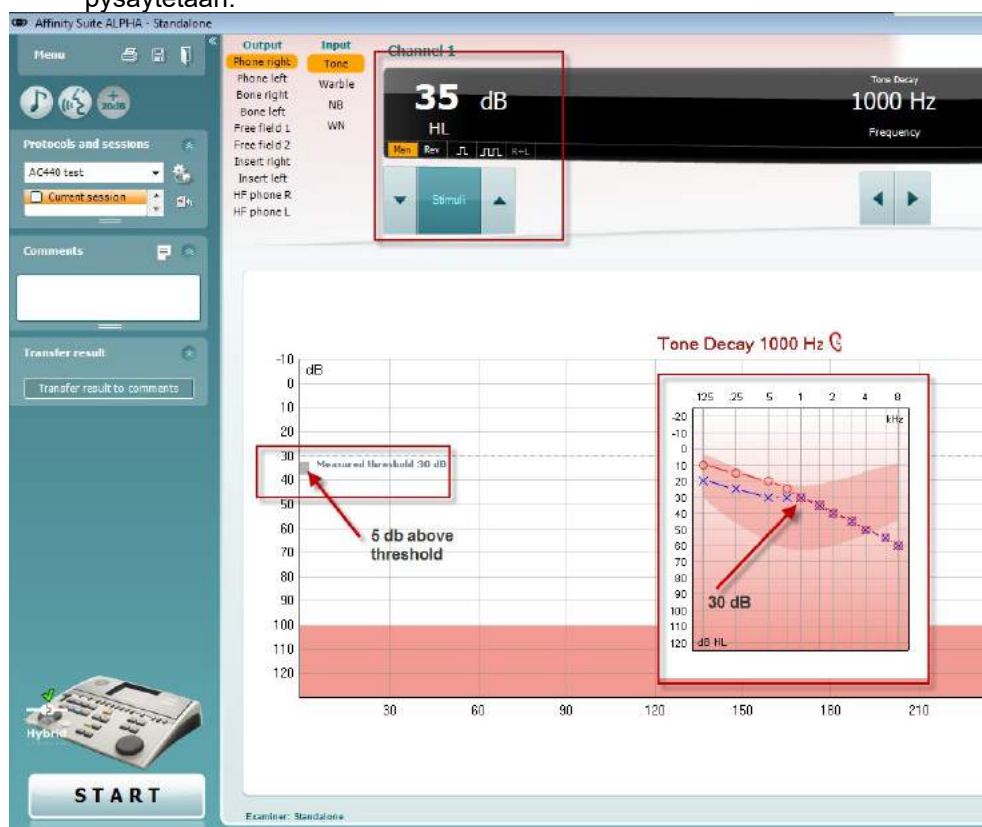 pysäytetään.
Affinity Suite ALPHA - Standalone
Menu
20dB
Protocols and sessions
AC440 test
Current session
Comments
Transfer result
Transfer result to comments
Hybrid
START
Output
Phone right
Phone left
Bone right
Bone left
Free field 1
Free field 2
Insert right
Insert left
HF phone R
HF phone L
Input
Tone
Warble
NB
WN
Channel 1
35 dB
HL
Man Rev R+L
Stimuli
Tone Decay
1000 Hz
Frequency
Tone Decay 1000 Hz
dB
-10
0
10
20
30
40
50
60
70
80
90
100
110
120
Measured threshold 30 dB
5 db above
threshold
30 60 90 120 150 180 210
125 25 5 1 2 4 8
kHz
-20
-10
0
10
20
30
40
50
60
70
80
90
100
110
120
30 dB
dB HL
Examiner: Standalone